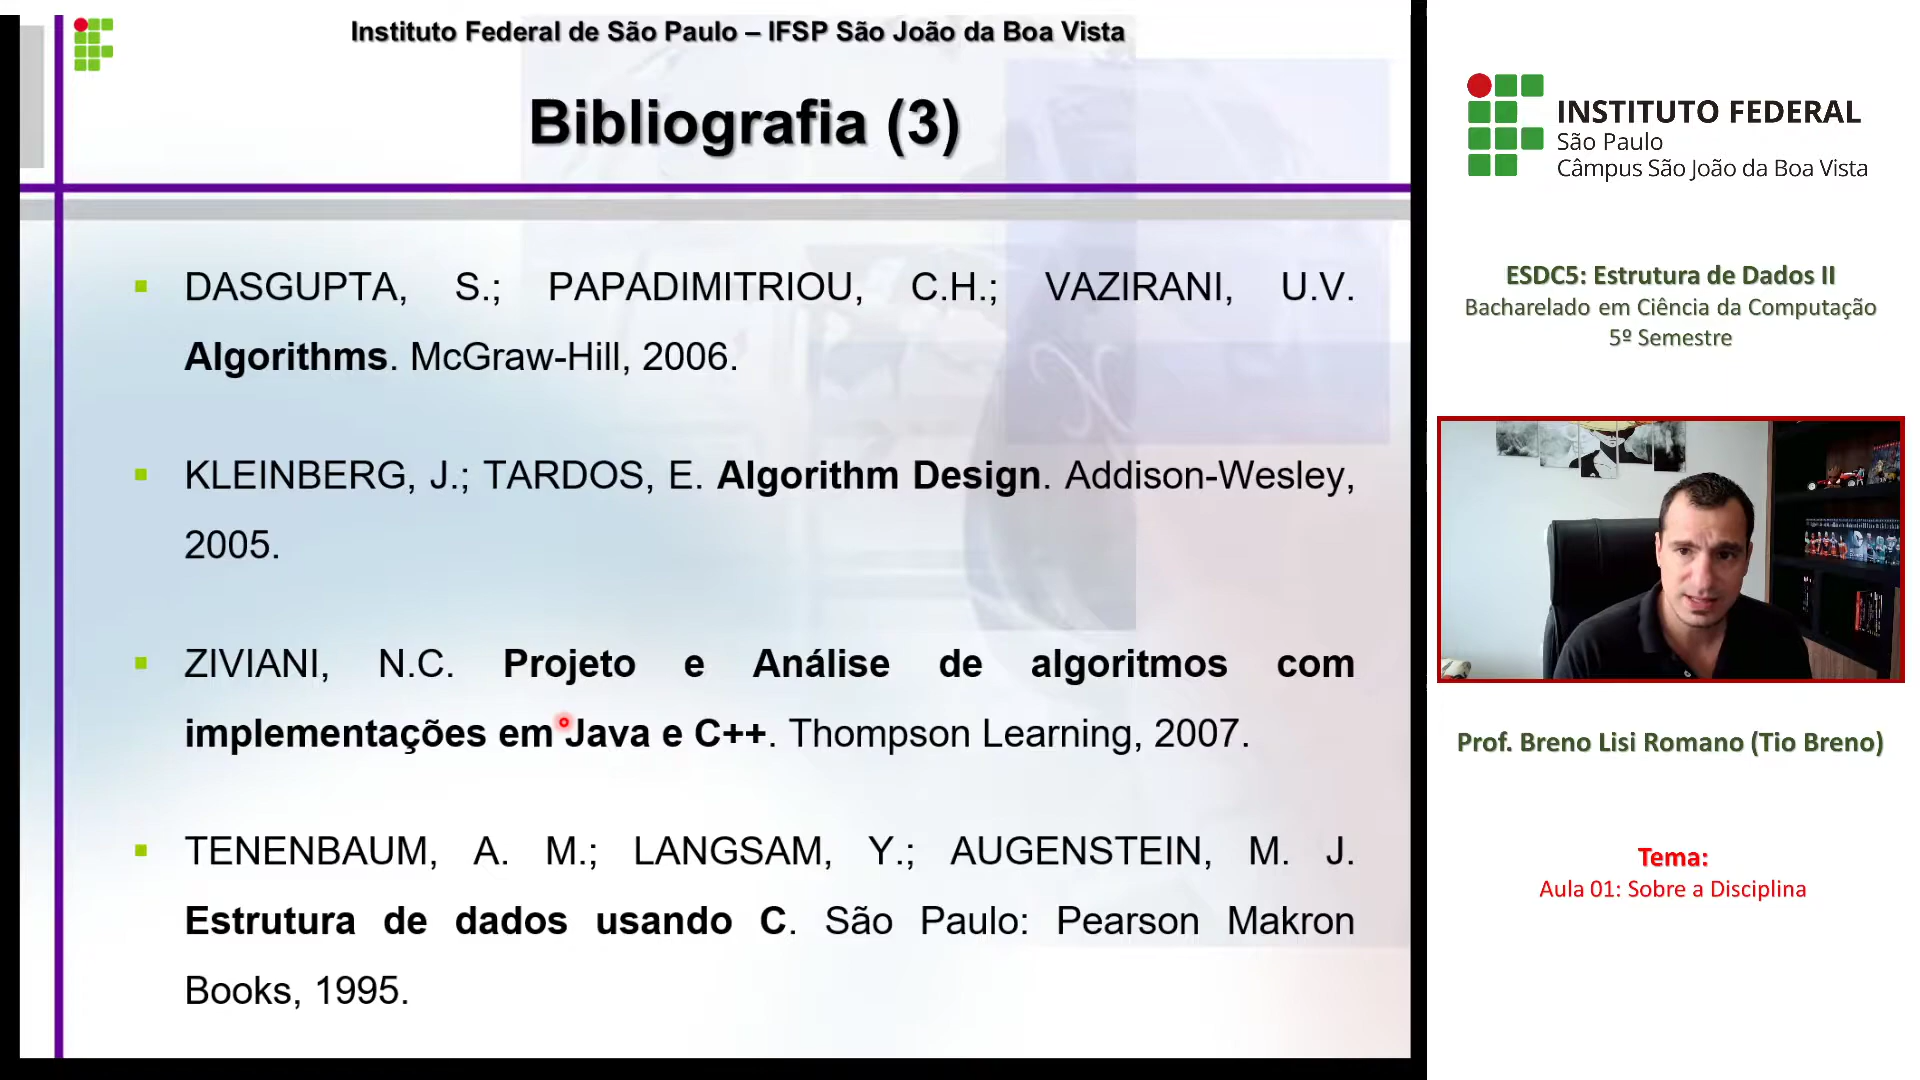 Instituto Federal de São Paulo – IFSP São João da Boa Vista
Bibliografia (3)
DASGUPTA, S.; PAPADIMITRIOU, C.H.; VAZIRANI, U.V.
Algorithms. McGraw-Hill, 2006.
KLEINBERG, J.; TARDOS, E. Algorithm Design. Addison-Wesley,
2005.
ZIVIANI, N.C. Projeto e Análise de algoritmos com
implementações em Java e C++. Thompson Learning, 2007.
TENENBAUM, A. M.; LANGSAM, Y.; AUGENSTEIN, M. J.
Estrutura de dados usando C. São Paulo: Pearson Makron
Books, 1995.
INSTITUTO FEDERAL
São Paulo
Câmpus São João da Boa Vista
ESDC5: Estrutura de Dados II
Bacharelado em Ciência da Computação
5º Semestre
Prof. Breno Lisi Romano (Tio Breno)
Tema:
Aula 01: Sobre a Disciplina